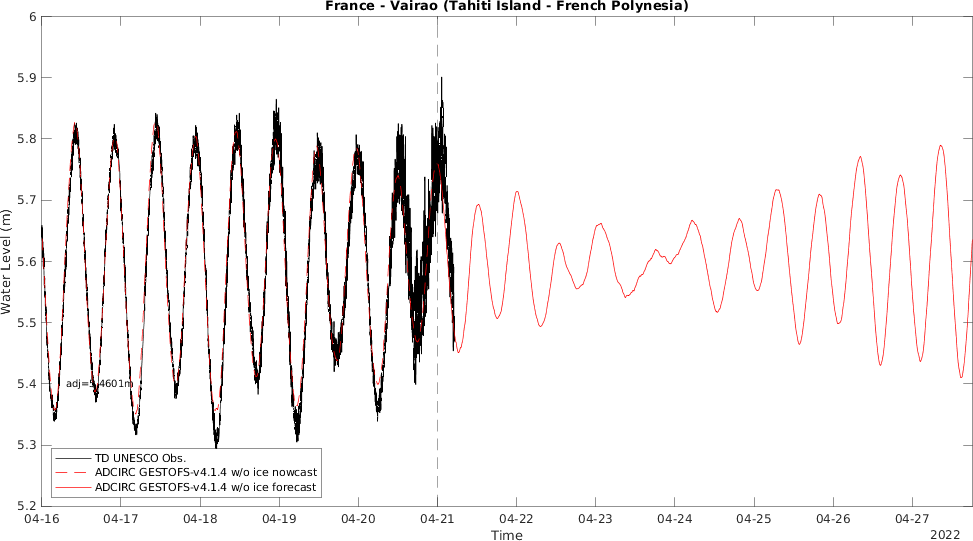 France - Vairao (Tahiti Island - French Polynesia)
6
5.9
5.8
5.7
5.6
5.5
5.4
5.3
5.2
Water Level (m)
adj=5.4601m
TD UNESCO Obs.
ADCIRC GESTOFS-v4.1.4 w/o ice nowcast
ADCIRC GESTOFS-v4.1.4 w/o ice forecast
04-16 04-17 04-18 04-19 04-20 04-21 04-22 04-23 04-24 04-25 04-26 04-27
Time
2022